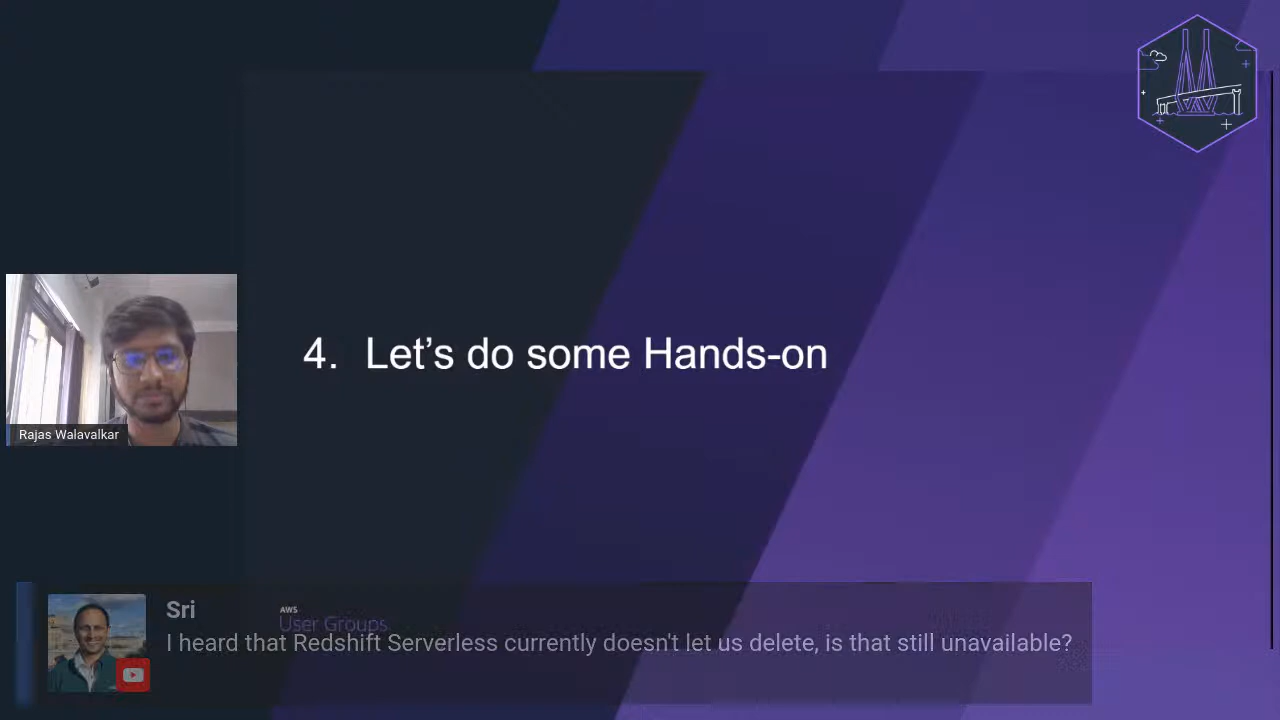 4. Let's do some Hands-on
Rajas Walavalkar
Sri
AWS
User Groups
I heard that Redshift Serverless currently doesn't let us delete, is that still unavailable?